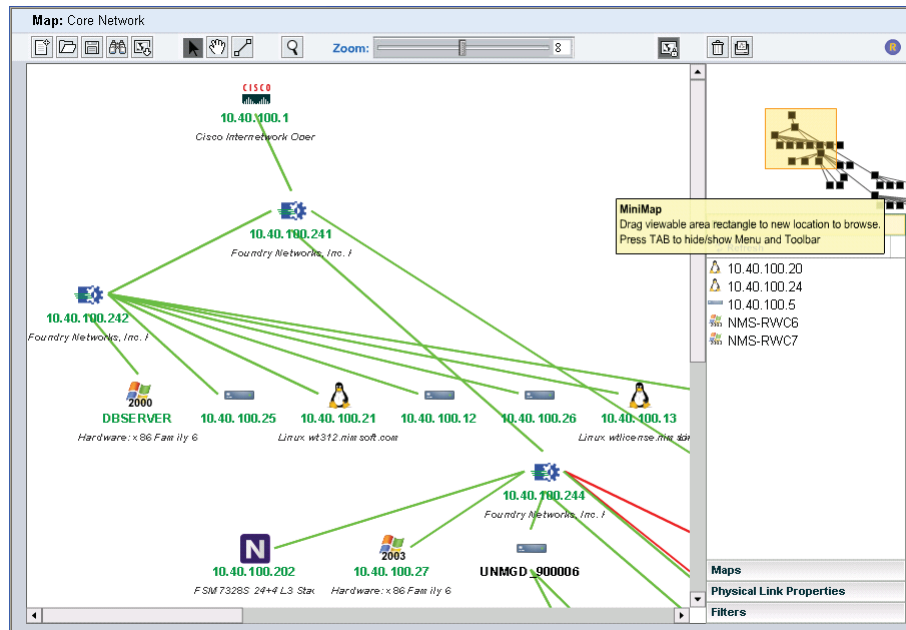 Map: Core Network
Zoom: 8
R
CISCO
10.40.100.1
Cisco Internetwork Oper
10.40.100.241
Foundry Networks, Inc. F
10.40.100.242
Foundry Networks, Inc. F
2000
DBSERVER
Hardware: x86 Family 6
10.40.100.25
10.40.100.21
Linux wt312.nimsoft.com
10.40.100.12
10.40.100.26
10.40.100.13
Linux wtlicense.nimsoft
10.40.100.244
Foundry Networks, Inc. F
N
10.40.100.202
FSM7328S 24+4 L3 Stac
2003
10.40.100.27
Hardware: x86 Family 6
UNMGD_900006
MiniMap
Drag viewable area rectangle to new location to browse.
Press TAB to hide/show Menu and Toolbar
10.40.100.20
10.40.100.24
10.40.100.5
NMS-RWC6
NMS-RWC7
Maps
Physical Link Properties
Filters